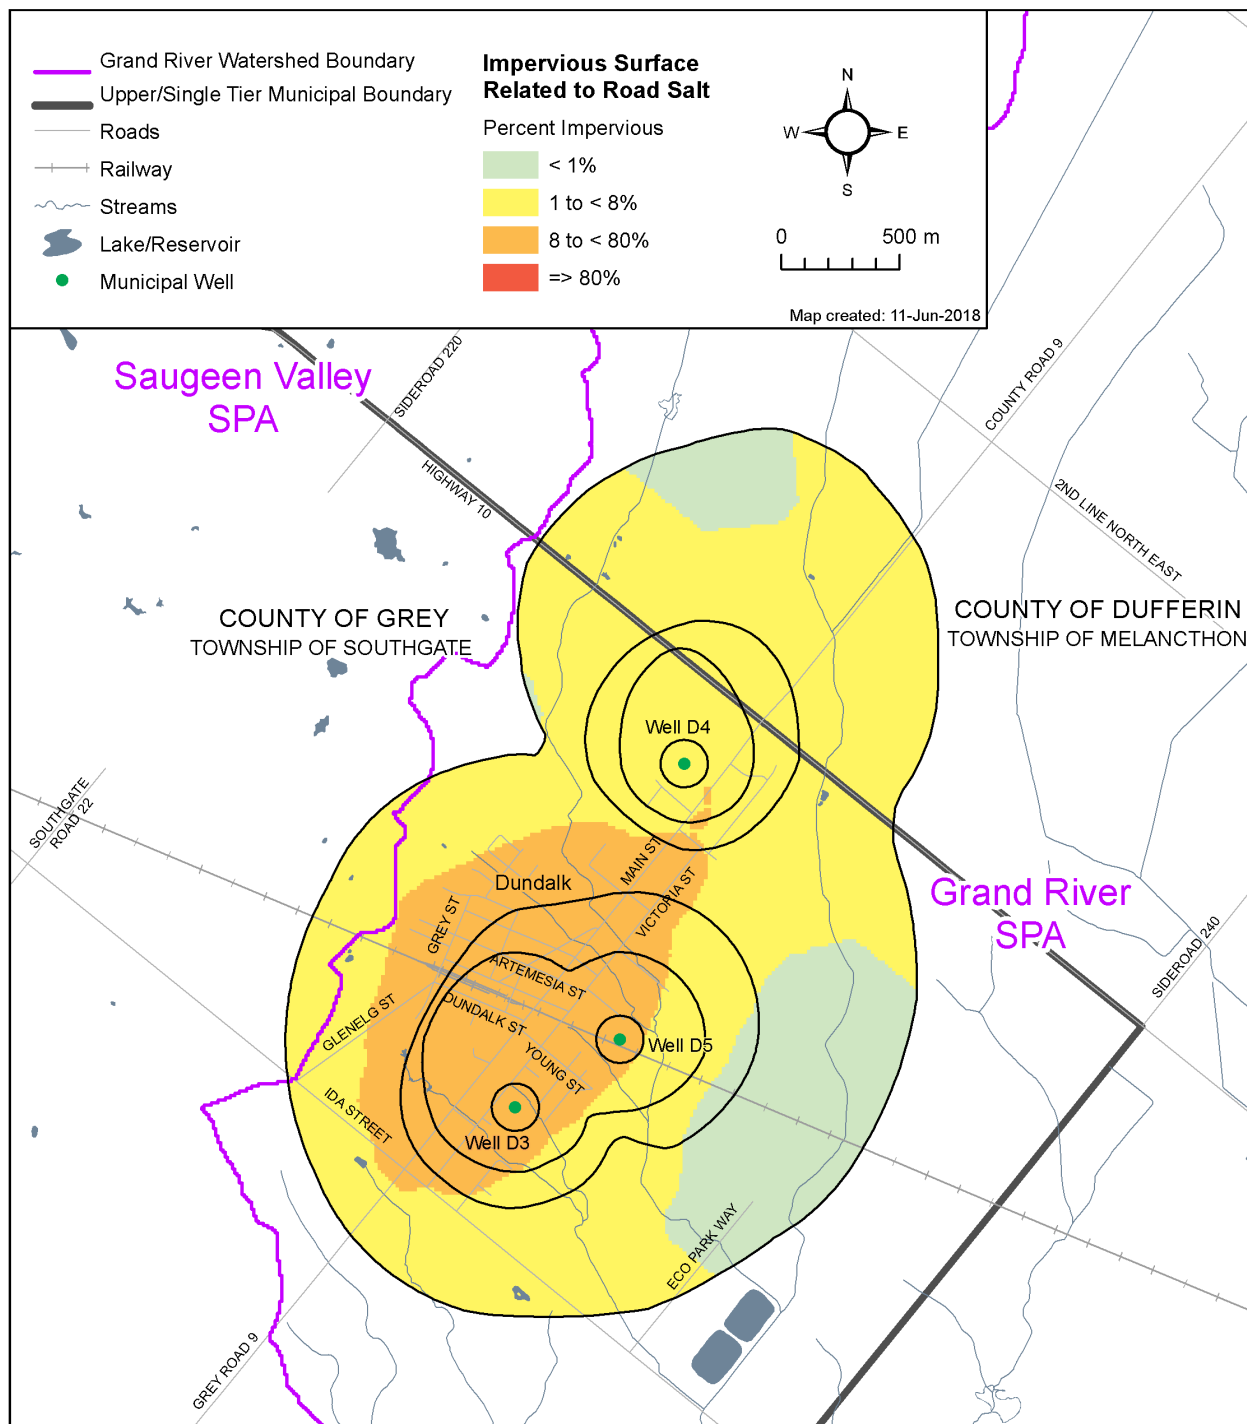 Grand River Watershed Boundary
Upper/Single Tier Municipal Boundary
Roads
Railway
Streams
Lake/Reservoir
Municipal Well
Impervious Surface
Related to Road Salt
Percent Impervious
< 1%
1 to < 8%
8 to < 80%
=> 80%
N
W
E
S
0
500 m
Map created: 11-Jun-2018
Saugeen Valley
SPA
SIDEROAD 220
COUNTY ROAD 9
HIGHWAY 10
2ND LINE NORTH EAST
COUNTY OF GREY
TOWNSHIP OF SOUTHGATE
COUNTY OF DUFFERIN
TOWNSHIP OF MELANCTHON
Well D4
SOUTHGATE
ROAD 22
MAIN ST
Dundalk
VICTORIA ST
GREY ST
Grand River
SPA
ARTEMESIA ST
SIDEROAD 240
DUNDALK ST
GLENELG ST
Well D5
YOUNG ST
IDA STREET
Well D3
ECO PARK WAY
GREY ROAD 9